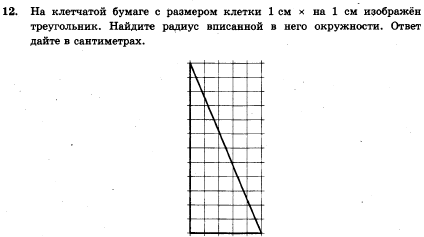 12. На клетчатой бумаге с размером клетки 1 см × на 1 см изображён
треугольник. Найдите радиус вписанной в него окружности. Ответ
дайте в сантиметрах.